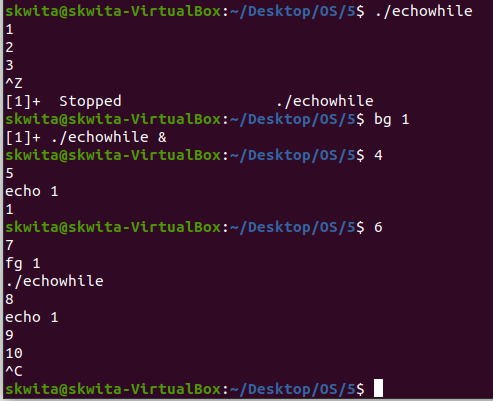 skwita@skwita-VirtualBox:~/Desktop/OS/5$ ./echowhile
1
2
3
^Z
[1]+  Stopped                 ./echowhile
skwita@skwita-VirtualBox:~/Desktop/OS/5$ bg 1
[1]+ ./echowhile &
skwita@skwita-VirtualBox:~/Desktop/OS/5$ 4
5
echo 1
1
skwita@skwita-VirtualBox:~/Desktop/OS/5$ 6
7
fg 1
./echowhile
8
echo 1
9
10
^C
skwita@skwita-VirtualBox:~/Desktop/OS/5$